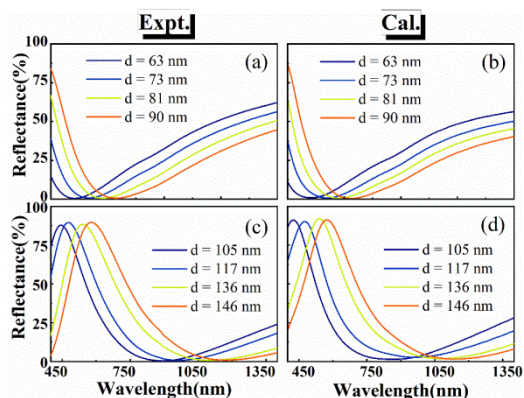 Expt.
Cal.
Reflectance(%)
100
75
50
25
0
(a)
d = 63 nm
d = 73 nm
d = 81 nm
d = 90 nm
(b)
d = 63 nm
d = 73 nm
d = 81 nm
d = 90 nm
Reflectance(%)
100
75
50
25
0
(c)
d = 105 nm
d = 117 nm
d = 136 nm
d = 146 nm
(d)
d = 105 nm
d = 117 nm
d = 136 nm
d = 146 nm
450 750 1050 1350
450 750 1050 1350
Wavelength(nm)
Wavelength(nm)